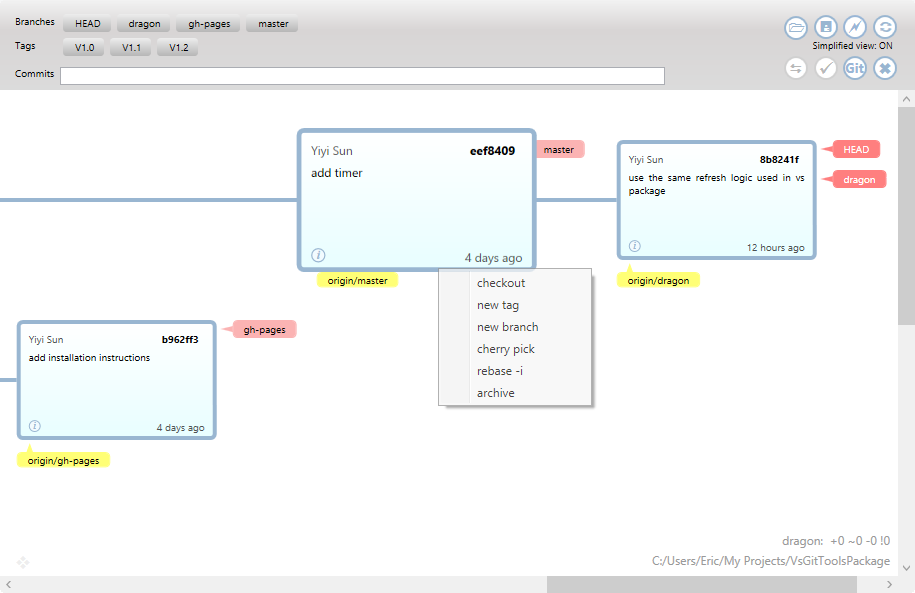 Branches HEAD dragon gh-pages master
Tags V1.0 V1.1 V1.2
Simplified view: ON
Commits
Git
Yiyi Sun eef8409
add timer
4 days ago
master
origin/master
Yiyi Sun 8b8241f
use the same refresh logic used in vs
package
12 hours ago
HEAD
dragon
origin/dragon
checkout
new tag
new branch
cherry pick
rebase -i
archive
Yiyi Sun b962ff3
add installation instructions
4 days ago
gh-pages
origin/gh-pages
dragon: +0 ~0 -0 !0
C:/Users/Eric/My Projects/VsGitToolsPackage